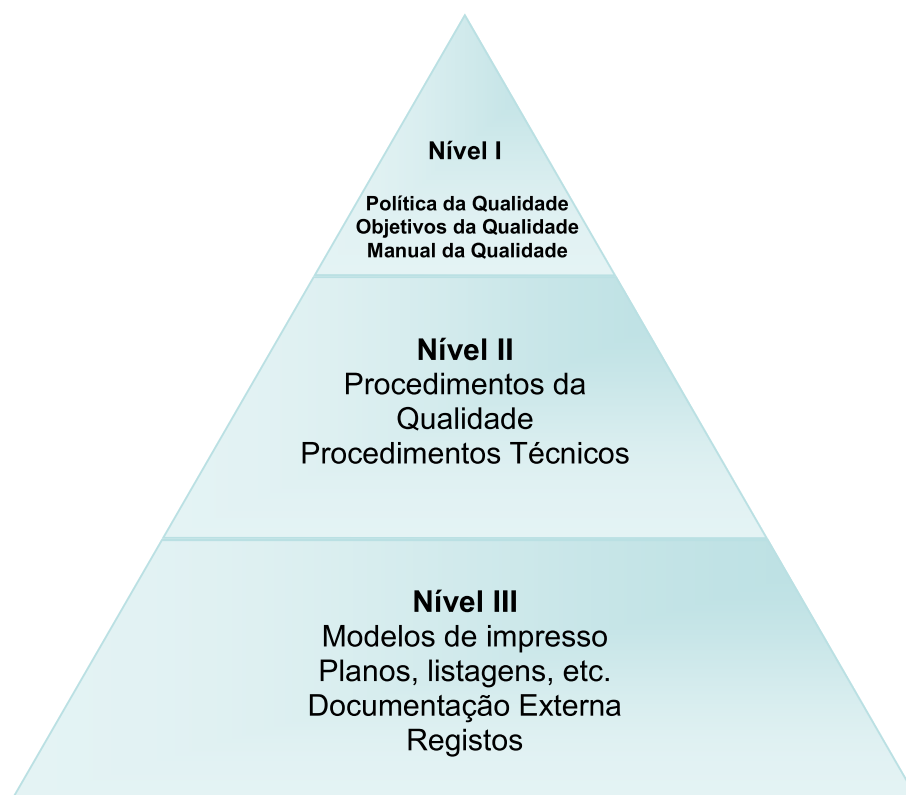 Nível I
Política da Qualidade
Objetivos da Qualidade
Manual da Qualidade
Nível II
Procedimentos da
Qualidade
Procedimentos Técnicos
Nível III
Modelos de impresso
Planos, listagens, etc.
Documentação Externa
Registos